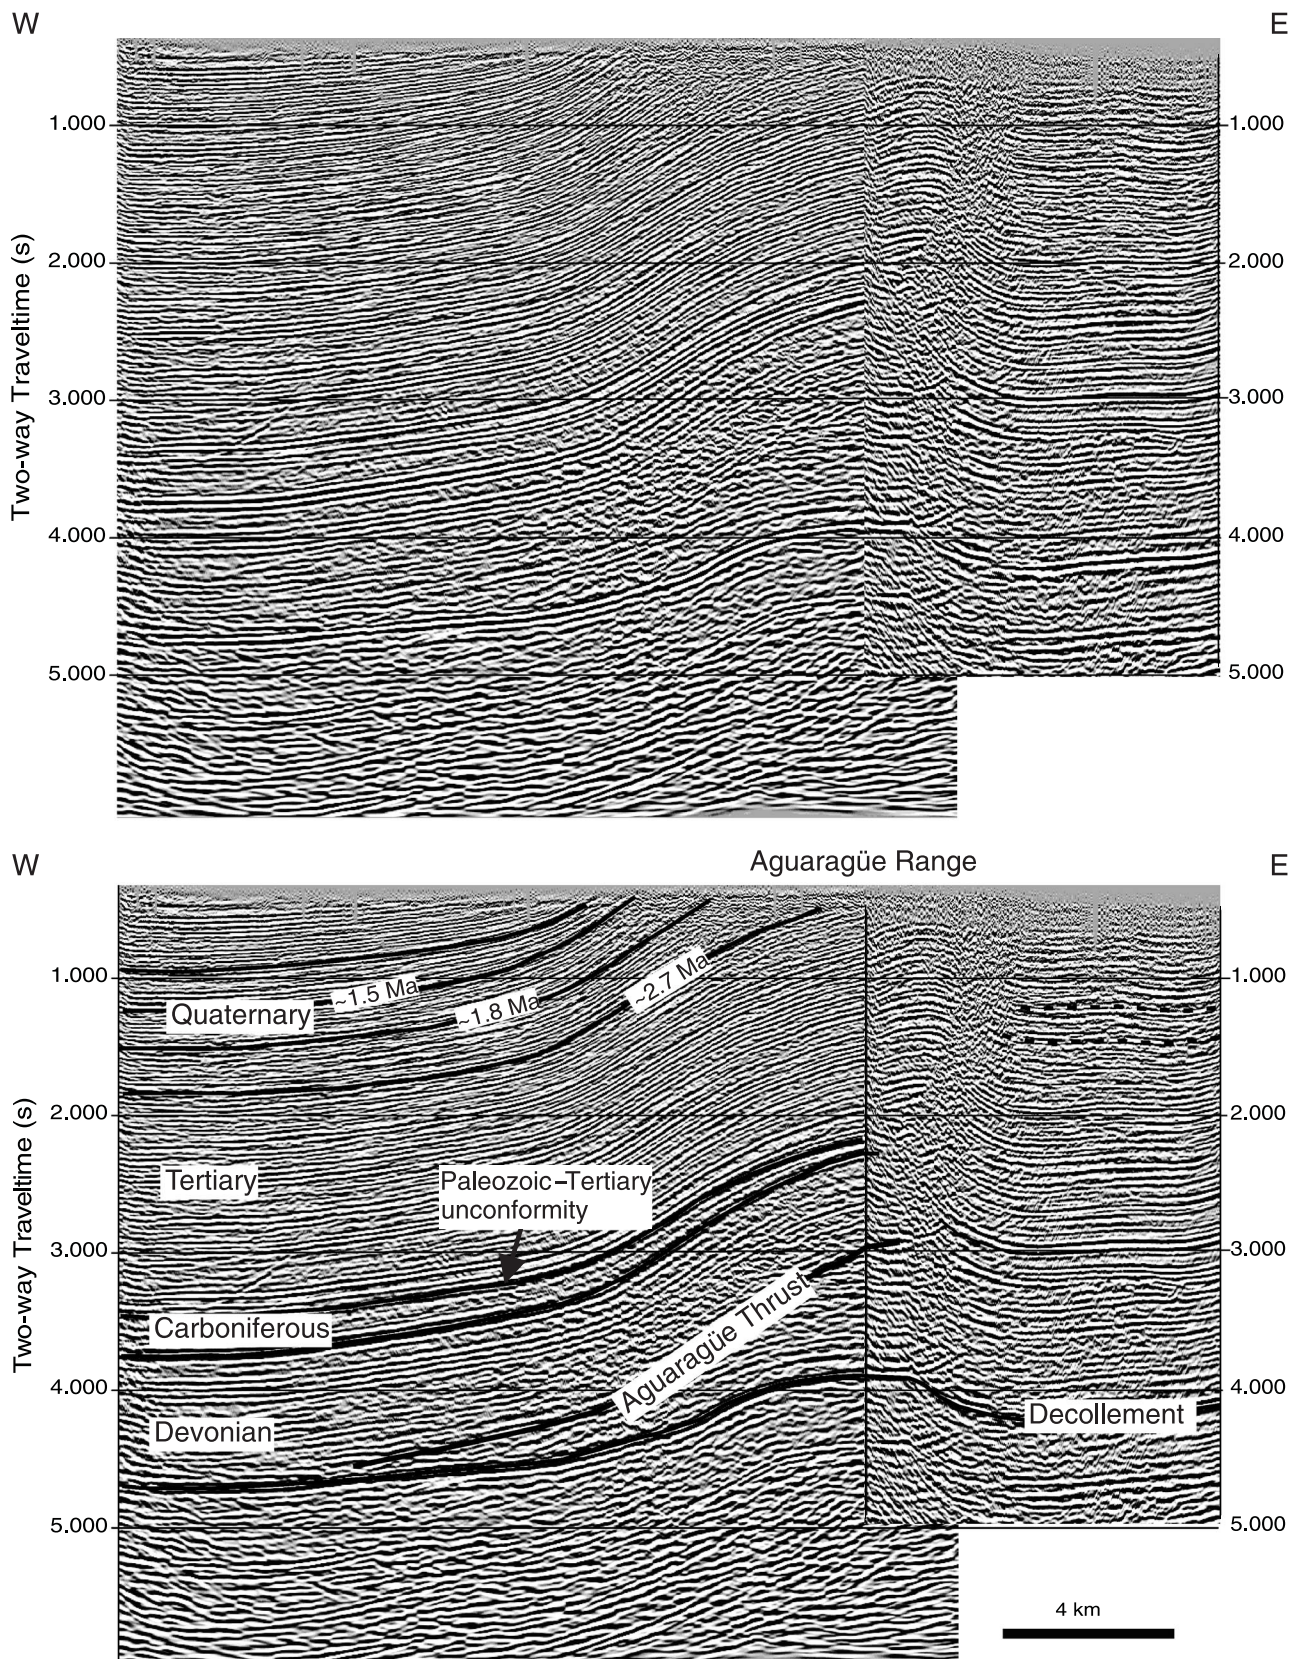 W
E
1.000
1.000
2.000
2.000
Two-way Traveltime (s)
3.000
3.000
4.000
4.000
5.000
5.000
W
Aguaragüe Range
E
1.000
1.000
~1.5 Ma
~2.7 Ma
Quaternary
~1.8 Ma
2.000
2.000
Two-way Traveltime (s)
Tertiary
Paleozoic–Tertiary
unconformity
3.000
3.000
Carboniferous
Aguaragüe Thrust
4.000
4.000
Devonian
Decollement
5.000
5.000
4 km